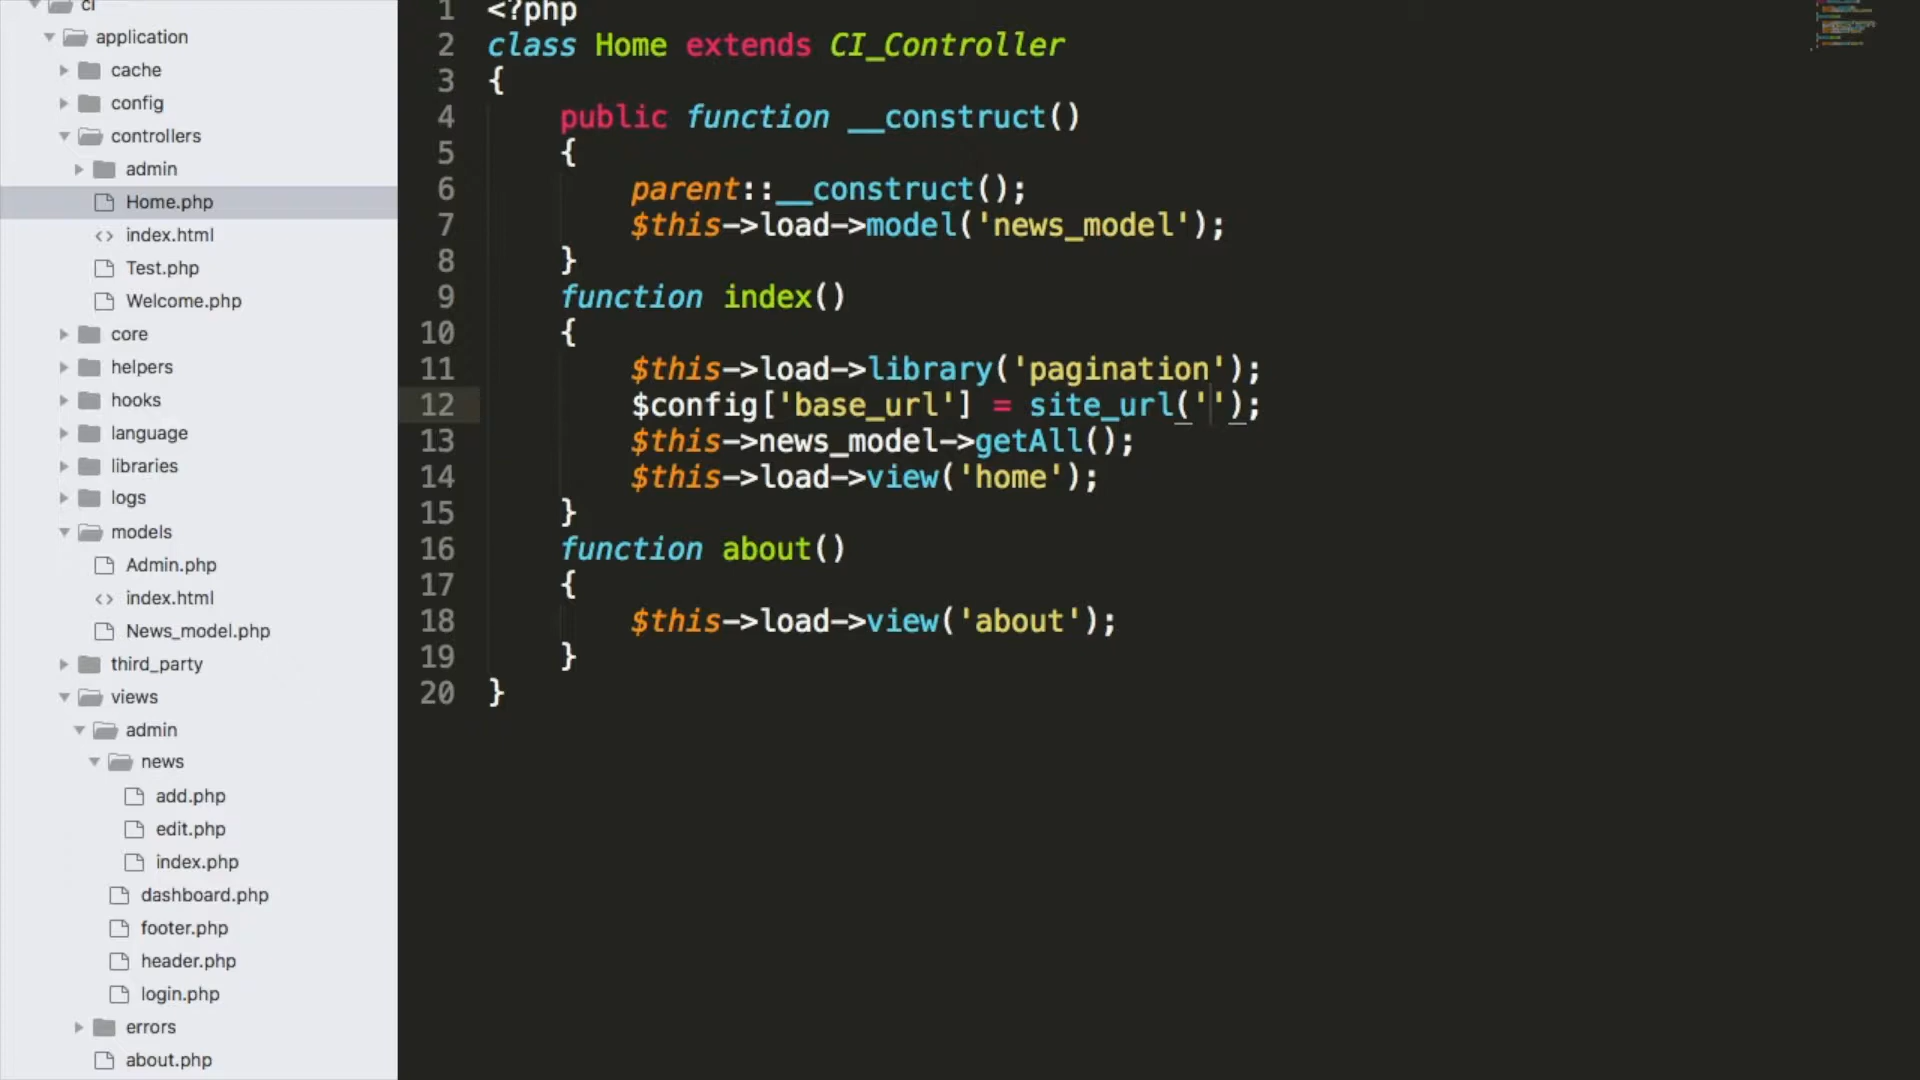 ci
application
cache
config
controllers
admin
Home.php
<> index.html
Test.php
Welcome.php
core
helpers
hooks
language
libraries
logs
models
Admin.php
<> index.html
News_model.php
third_party
views
admin
news
add.php
edit.php
index.php
dashboard.php
footer.php
header.php
login.php
errors
about.php
1 <?php
2 class Home extends CI_Controller
3 {
4 public function __construct()
5 {
6 parent::__construct();
7 $this->load->model('news_model');
8 }
9 function index()
10 {
11 $this->load->library('pagination');
12 $config['base_url'] = site_url('');
13 $this->news_model->getAll();
14 $this->load->view('home');
15 }
16 function about()
17 {
18 $this->load->view('about');
19 }
20 }